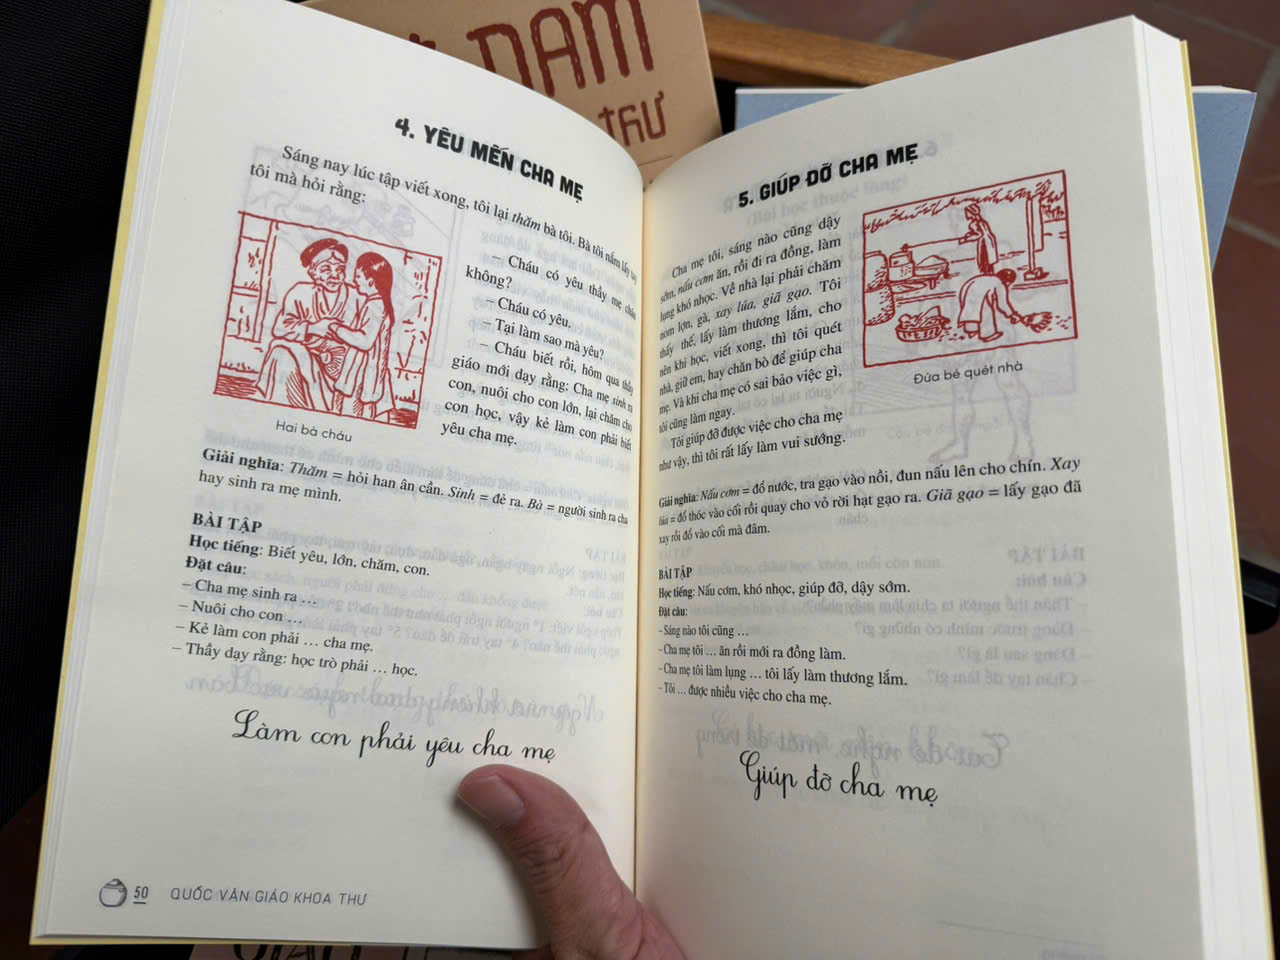 DAM
THƯ
4. YÊU MẾN CHA MẸ
Sáng nay lúc tập viết xong, tôi lại thăm bà tôi. Bà tôi nắm lấy tay
tôi mà hỏi rằng:
– Cháu có yêu thầy mẹ cháu
không?
– Cháu có yêu.
– Tại làm sao mà yêu?
– Cháu biết rồi, hôm qua thầy
giáo mới dạy rằng: Cha mẹ sinh ra
con, nuôi cho con lớn, lại chăm cho
con học, vậy kẻ làm con phải biết
yêu cha mẹ.
Hai bà cháu
Giải nghĩa: Thăm = hỏi han ân cần. Sinh = đẻ ra. Bà = người sinh ra cha
hay sinh ra mẹ mình.
BÀI TẬP
Học tiếng: Biết yêu, lớn, chăm, con.
Đặt câu:
– Cha mẹ sinh ra …
– Nuôi cho con …
– Kẻ làm con phải … cha mẹ.
– Thầy dạy rằng: học trò phải … học.
Làm con phải yêu cha mẹ
50 QUỐC VĂN GIÁO KHOA THƯ
5. GIÚP ĐỠ CHA MẸ
Cha mẹ tôi, sáng nào cũng dậy
sớm, nấu cơm ăn, rồi đi ra đồng, làm
lụng khó nhọc. Về nhà lại phải chăm
nom lợn, gà, xay lúa, giã gạo. Tôi
thấy thế, lấy làm thương lắm, cho
nên khi học, viết xong, thì tôi quét
nhà, giữ em, hay chăn bò để giúp cha
mẹ. Và khi cha mẹ có sai bảo việc gì,
tôi cũng làm ngay.
Tôi giúp đỡ được việc cho cha mẹ
như vậy, thì tôi rất lấy làm vui sướng.
Đứa bé quét nhà
Giải nghĩa: Nấu cơm = đổ nước, tra gạo vào nồi, đun nấu lên cho chín. Xay
lúa = đổ thóc vào cối rồi quay cho vỏ rời hạt gạo ra. Giã gạo = lấy gạo đã
xay rồi đổ vào cối mà đâm.
BÀI TẬP
Học tiếng: Nấu cơm, khó nhọc, giúp đỡ, dậy sớm.
Đặt câu:
– Sáng nào tôi cũng …
– Cha mẹ tôi … ăn rồi mới ra đồng làm.
– Cha mẹ tôi làm lụng … tôi lấy làm thương lắm.
– Tôi … được nhiều việc cho cha mẹ.
Giúp đỡ cha mẹ